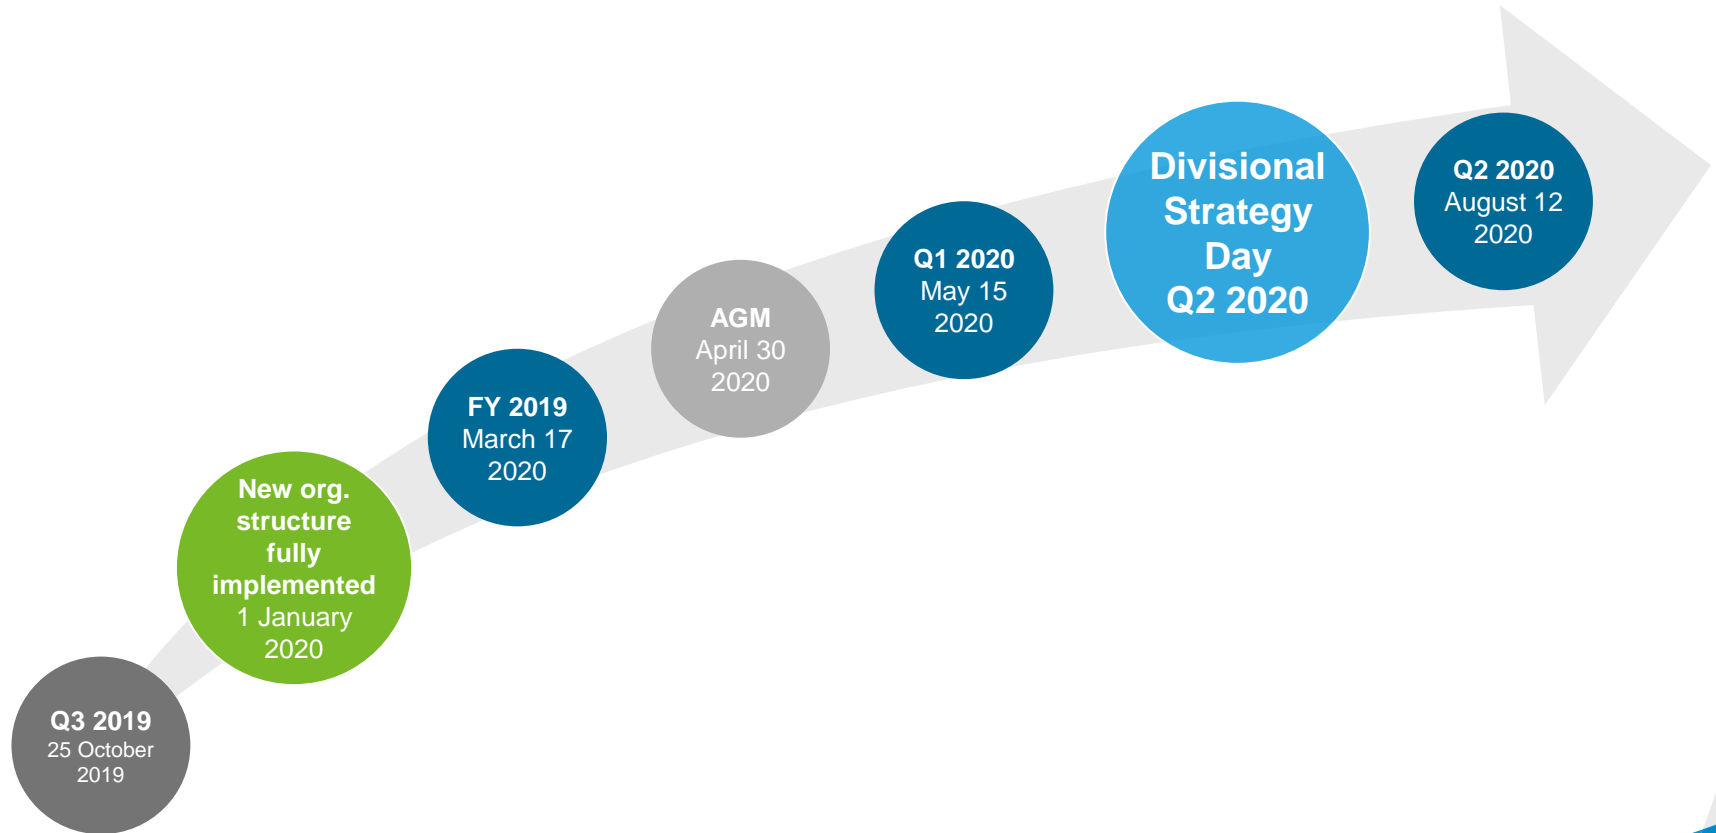 Q3 2019
25 October
2019
New org.
structure
fully
implemented
1 January
2020
FY 2019
March 17
2020
AGM
April 30
2020
Q1 2020
May 15
2020
Divisional
Strategy
Day
Q2 2020
Q2 2020
August 12
2020